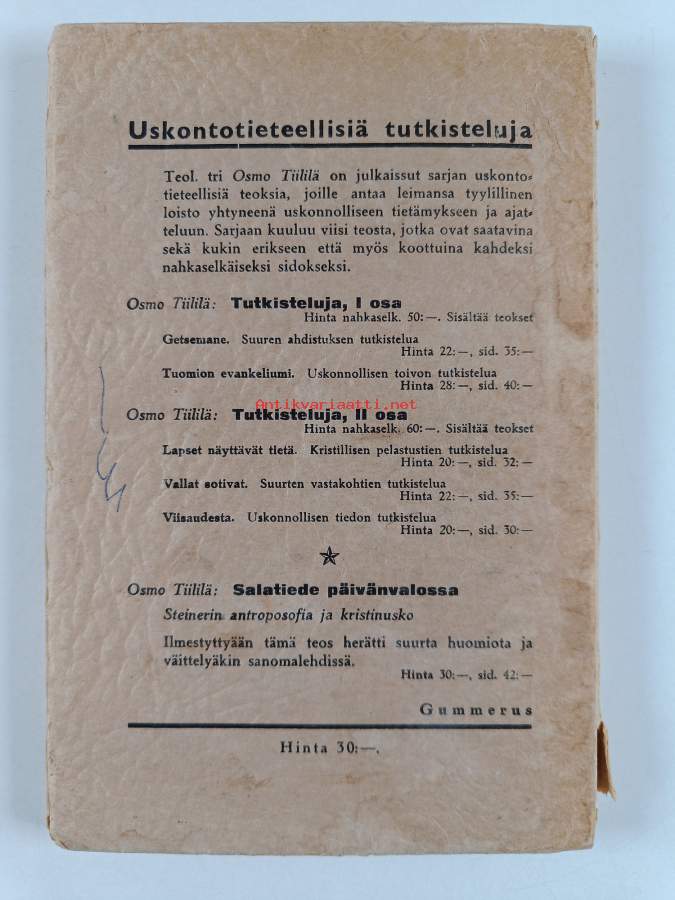 Uskontotieteellisiä tutkisteluja
Teol. tri Osmo Tiililä on julkaissut sarjan uskonto-
tieteellisiä teoksia, joille antaa leimansa tyylillinen
loisto yhtyneenä uskonnolliseen tietämykseen ja ajat-
teluun. Sarjaan kuuluu viisi teosta, jotka ovat saatavina
sekä kukin erikseen että myös koottuina kahdeksi
nahkaselkäiseksi sidokseksi.
Osmo Tiililä: Tutkisteluja, I osa
Hinta nahkaselk. 50:—. Sisältää teokset
Getsemane. Suuren ahdistuksen tutkistelua
Hinta 22:—, sid. 35:—
Tuomion evankeliumi. Uskonnollisen toivon tutkistelua
Hinta 28:—, sid. 40:—
Antikvariaatti.net
Osmo Tiililä: Tutkisteluja, II osa
Hinta nahkaselk. 60:—. Sisältää teokset
Lapset näyttävät tietä. Kristillisen pelastustien tutkistelua
Hinta 20:—, sid. 32:—
Vallat sotivat. Suurten vastakohtien tutkistelua
Hinta 22:—, sid. 35:—
Viisaudesta. Uskonnollisen tiedon tutkistelua
Hinta 20:—, sid. 30:—
Osmo Tiililä: Salatiede päivänvalossa
Steinerin antroposofia ja kristinusko
Ilmestyttyään tämä teos herätti suurta huomiota ja
väittelyäkin sanomalehdissä.
Hinta 30:—, sid. 42:—
Gummerus
Hinta 30:—.